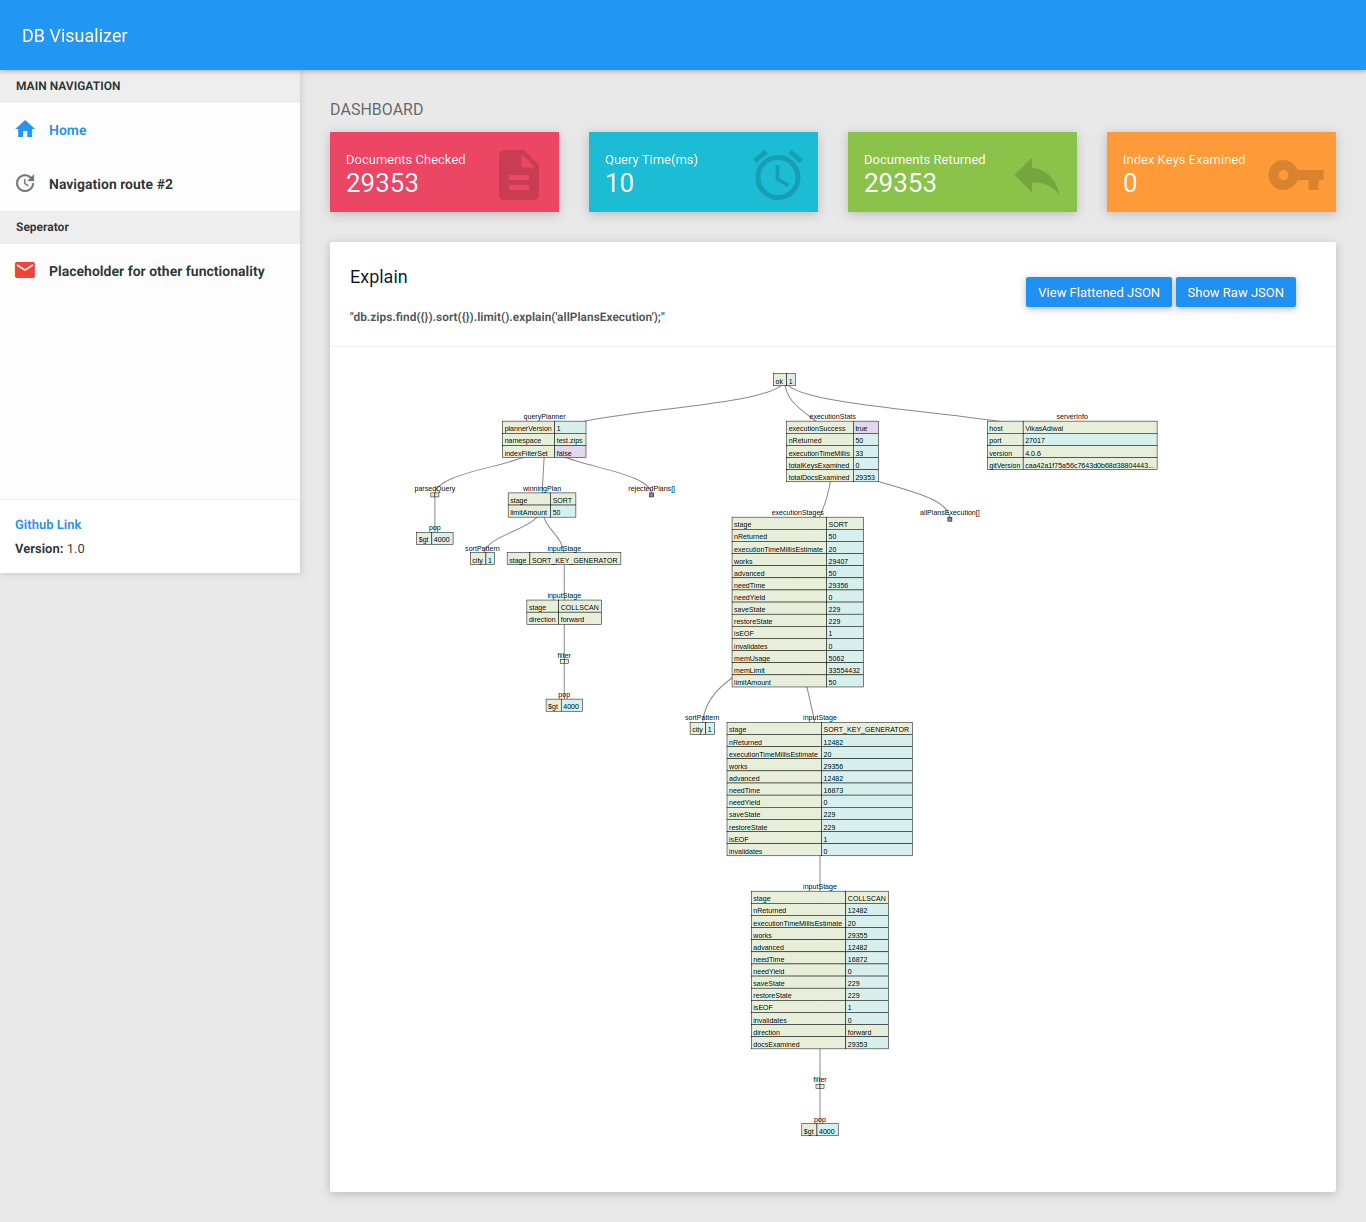 DB Visualizer
MAIN NAVIGATION
Home
Navigation route #2
Seperator
Placeholder for other functionality
Github Link
Version: 1.0
DASHBOARD
Documents Checked
29353
Query Time(ms)
10
Documents Returned
29353
Index Keys Examined
0
Explain
"db.zips.find({}).sort({}).limit().explain('allPlansExecution');"
View Flattened JSON
Show Raw JSON
ok 1
queryPlanner
plannerVersion 1
namespace test.zips
indexFilterSet false
executionStats
executionSuccess true
nReturned 50
executionTimeMillis 33
totalKeysExamined 0
totalDocsExamined 29353
serverInfo
host VikasAdiwal
port 27017
version 4.0.6
gitVersion caa42a1f75a56c7643d0b68d38804443...
parsedQuery
pop
$gt 4000
winningPlan
stage SORT
limitAmount 50
rejectedPlans[]
sortPattern
city 1
inputStage
stage SORT_KEY_GENERATOR
inputStage
stage COLLSCAN
direction forward
filter
pop
$gt 4000
executionStages
stage SORT
nReturned 50
executionTimeMillisEstimate 20
works 29407
advanced 50
needTime 29356
needYield 0
saveState 229
restoreState 229
isEOF 1
invalidates 0
memUsage 5062
memLimit 33554432
limitAmount 50
allPlansExecution[]
sortPattern
city 1
inputStage
stage SORT_KEY_GENERATOR
nReturned 12482
executionTimeMillisEstimate 20
works 29356
advanced 12482
needTime 16873
needYield 0
saveState 229
restoreState 229
isEOF 1
invalidates 0
inputStage
stage COLLSCAN
nReturned 12482
executionTimeMillisEstimate 20
works 29355
advanced 12482
needTime 16872
needYield 0
saveState 229
restoreState 229
isEOF 1
invalidates 0
direction forward
docsExamined 29353
filter
pop
$gt 4000